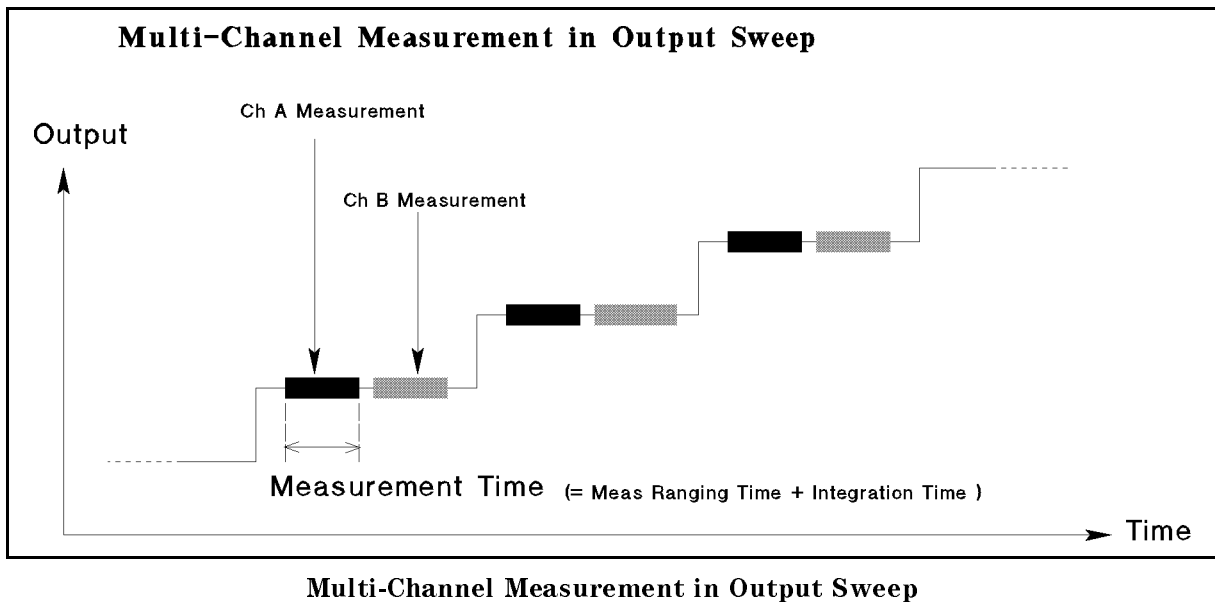 Multi-Channel Measurement in Output Sweep
Ch A Measurement
Output
Ch B Measurement
Measurement Time (= Meas Ranging Time + Integration Time )
Time
Multi-Channel Measurement in Output Sweep